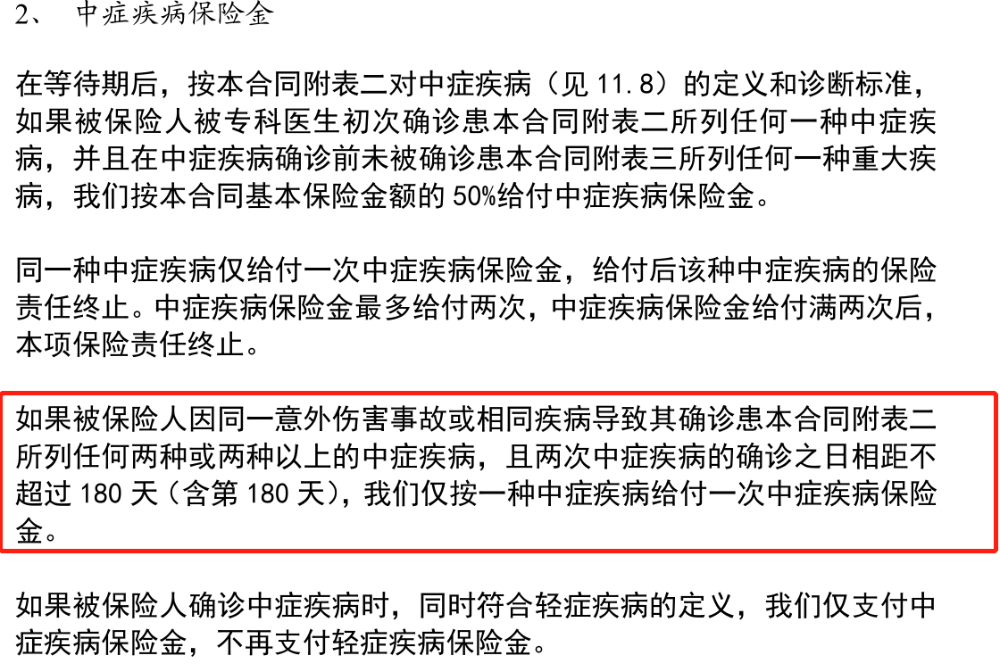 2、 中症疾病保险金
在等待期后，按本合同附表二对中症疾病（见 11.8）的定义和诊断标准，
如果被保险人被专科医生初次确诊患本合同附表二所列任何一种中症疾
病，并且在中症疾病确诊前未被确诊患本合同附表三所列任何一种重大疾
病，我们按本合同基本保险金额的 50%给付中症疾病保险金。
同一种中症疾病仅给付一次中症疾病保险金，给付后该种中症疾病的保险
责任终止。中症疾病保险金最多给付两次，中症疾病保险金给付满两次后，
本项保险责任终止。
如果被保险人因同一意外伤害事故或相同疾病导致其确诊患本合同附表二
所列任何两种或两种以上的中症疾病，且两次中症疾病的确诊之日相距不
超过 180 天（含第 180 天），我们仅按一种中症疾病给付一次中症疾病保险
金。
如果被保险人确诊中症疾病时，同时符合轻症疾病的定义，我们仅支付中
症疾病保险金，不再支付轻症疾病保险金。